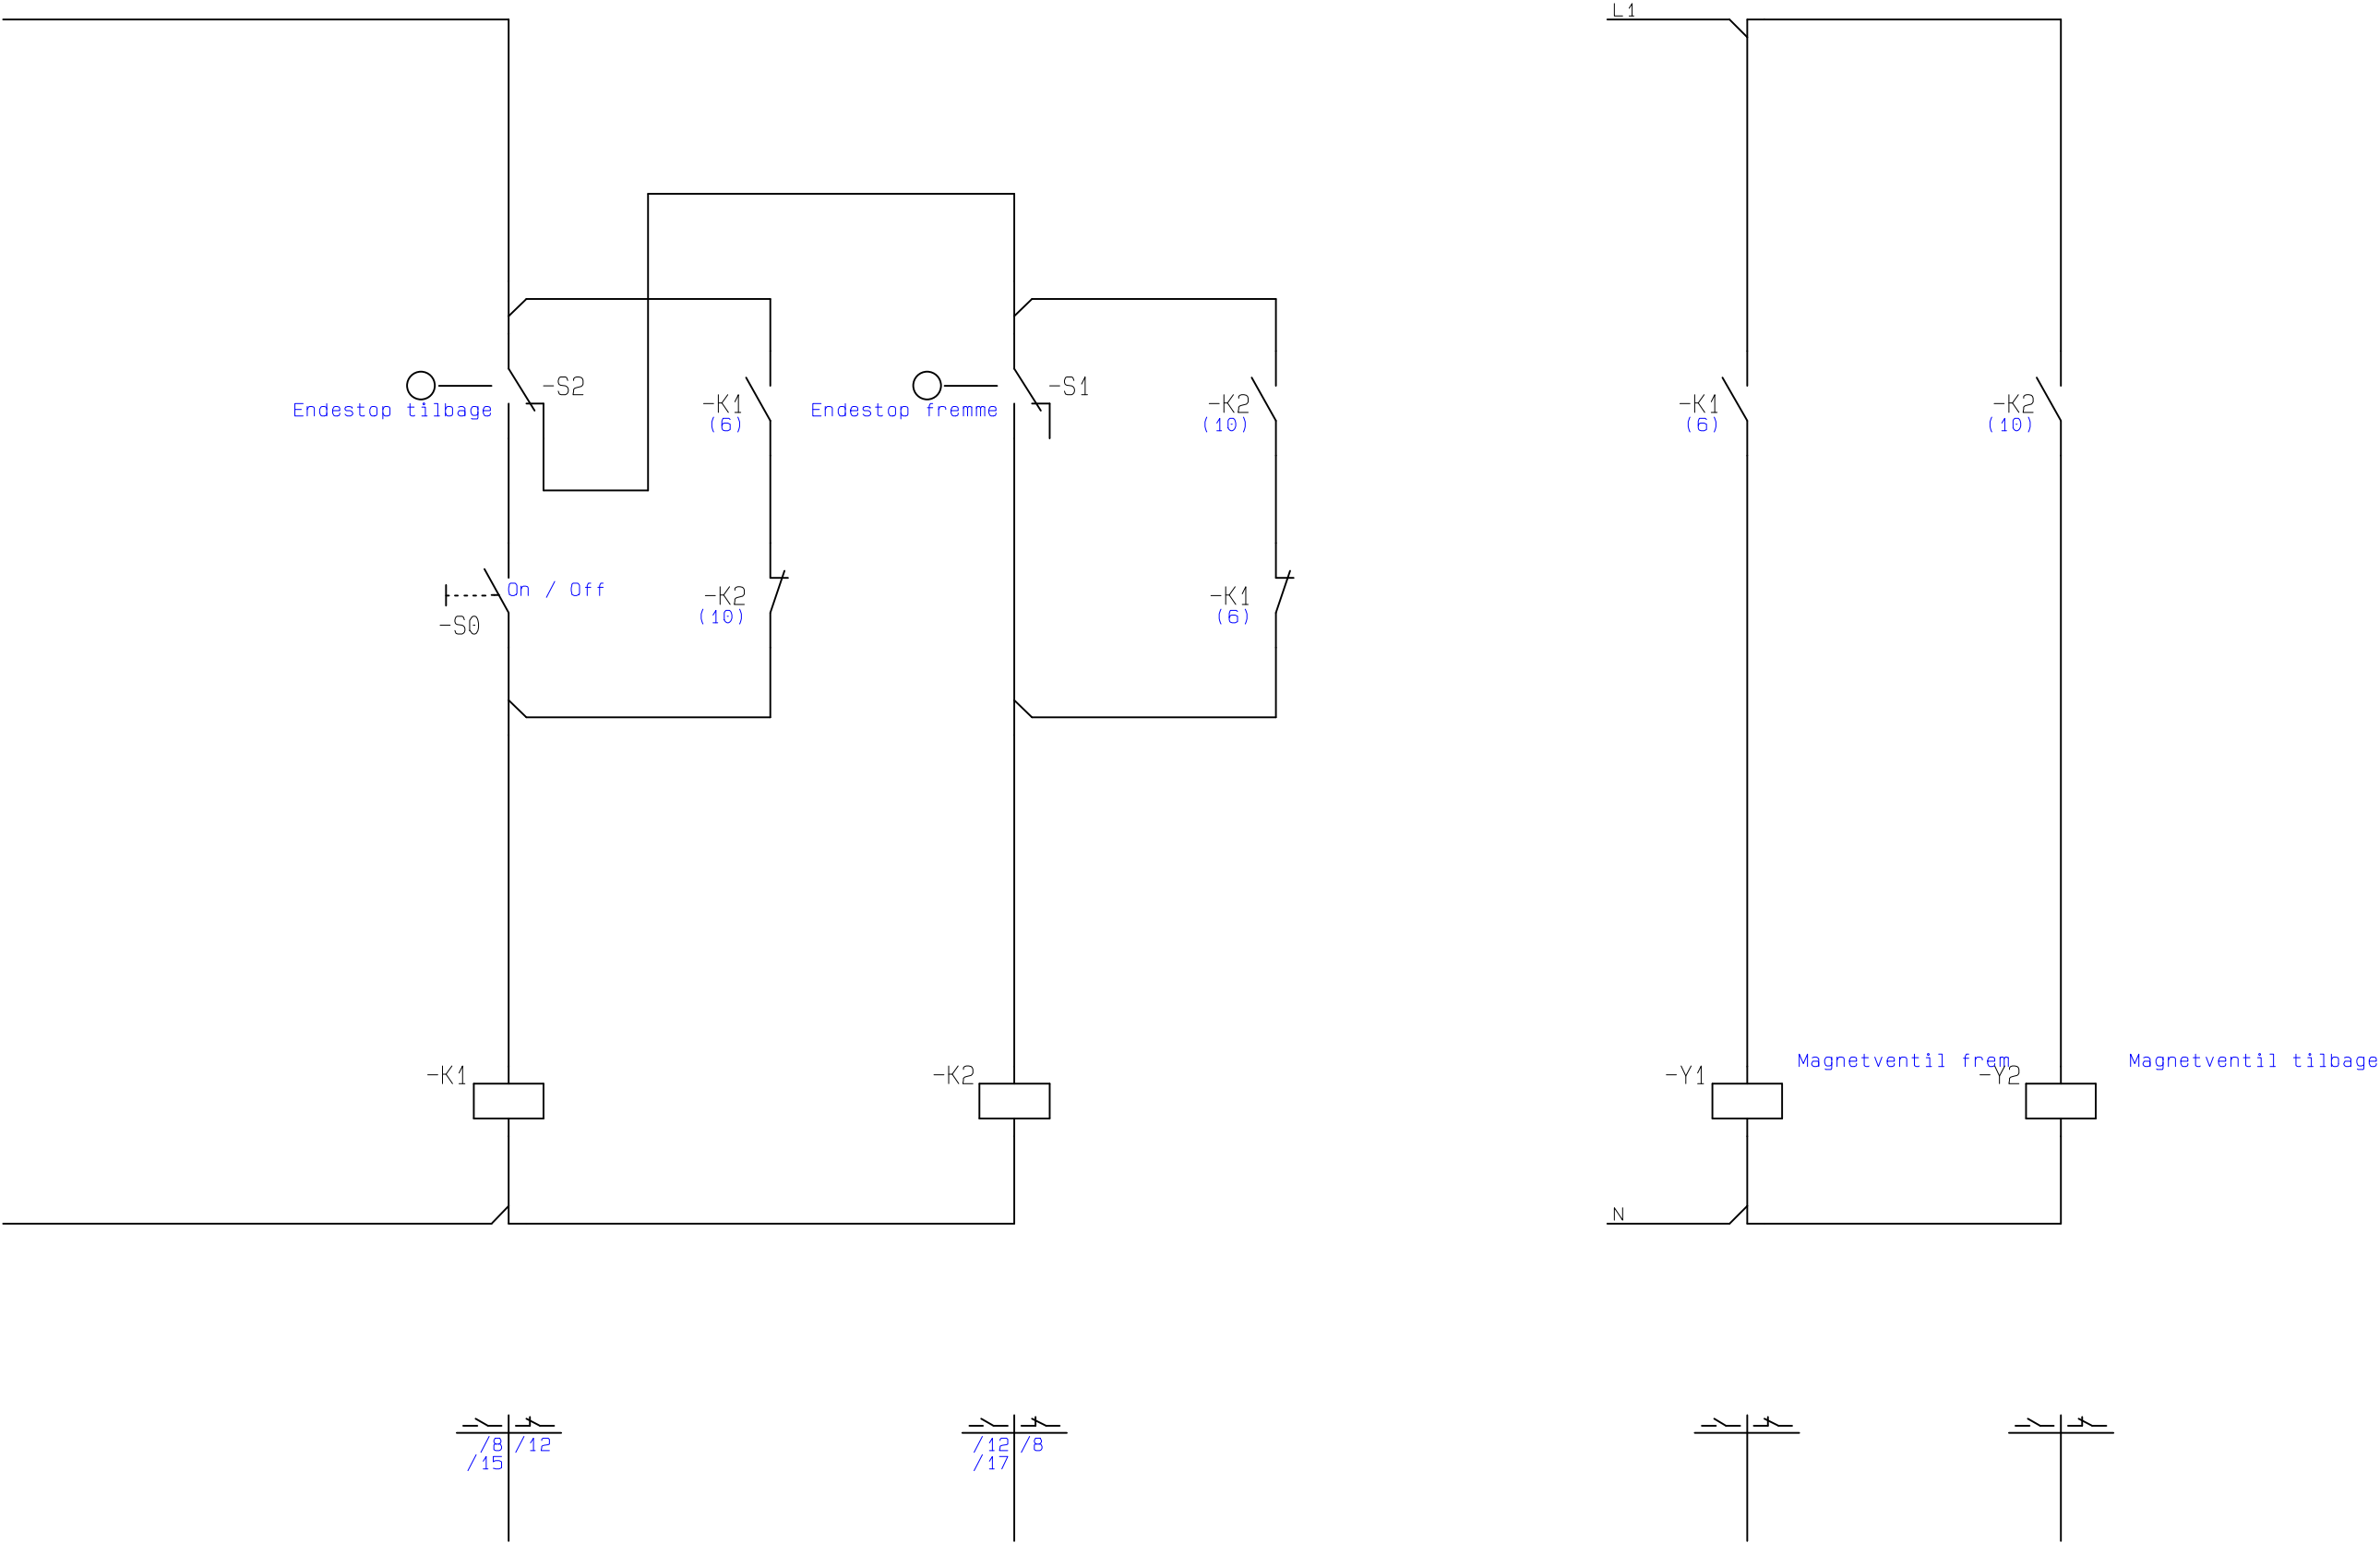 L1
-S2
Endestop tilbage
-K1
(6)
-S1
Endestop fremme
-K2
(10)
-K1
(6)
-K2
(10)
On / Off
-S0
-K2
(10)
-K1
(6)
-K1
-K2
-Y1
Magnetventil frem
-Y2
Magnetventil tilbage
N
/8 /12
/15
/12 /8
/17